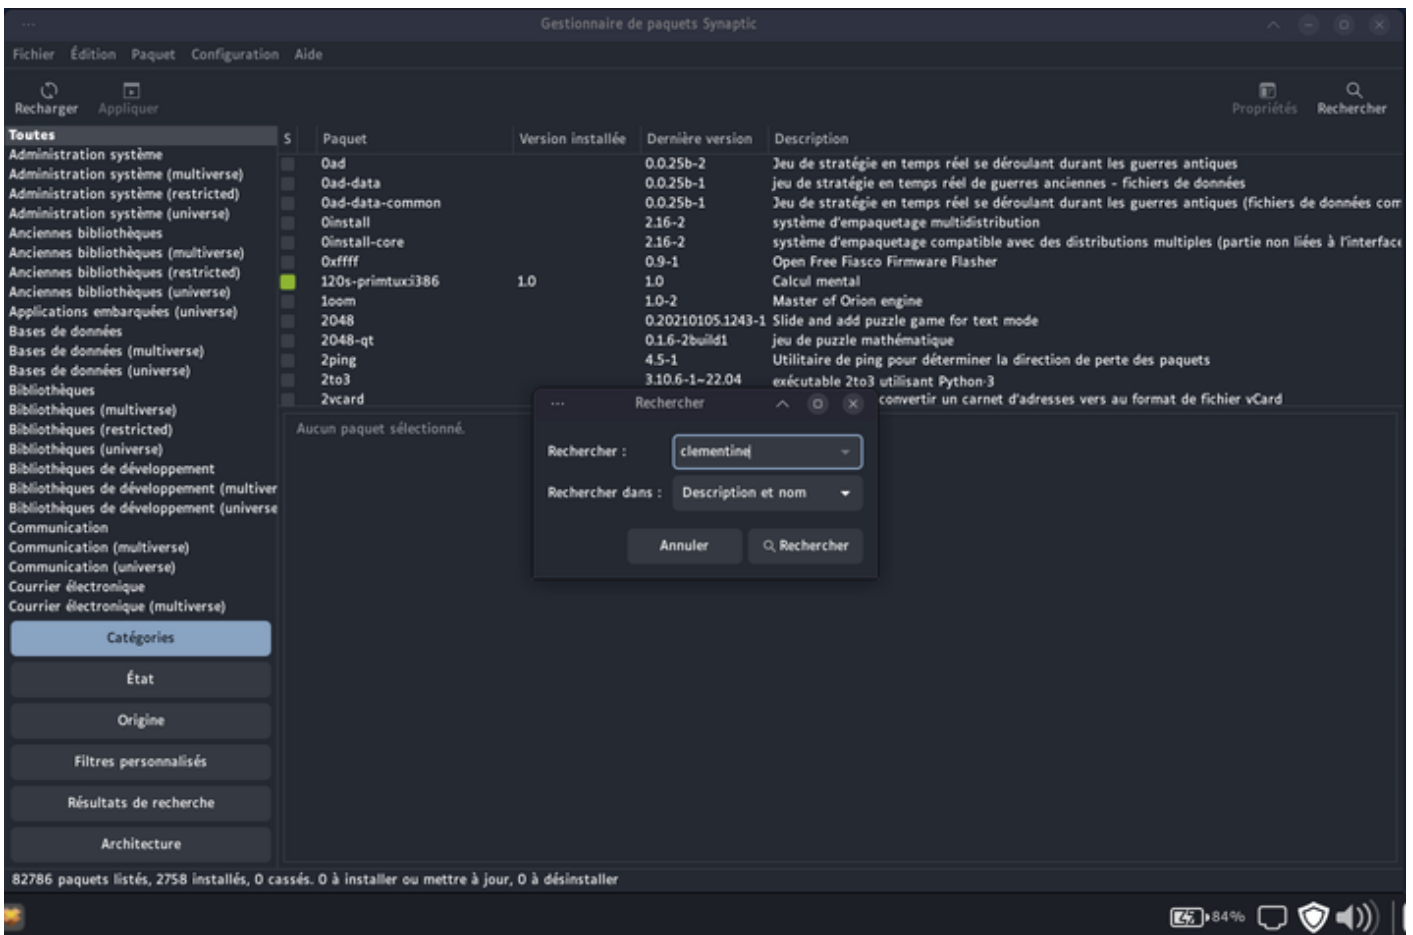 Gestionnaire de paquets Synaptic
Fichier Édition Paquet Configuration Aide
Recharger Appliquer Propriétés Rechercher
Toutes
Administration système
Administration système (multiverse)
Administration système (restricted)
Administration système (universe)
Anciennes bibliothèques
Anciennes bibliothèques (multiverse)
Anciennes bibliothèques (restricted)
Anciennes bibliothèques (universe)
Applications embarquées (universe)
Bases de données
Bases de données (multiverse)
Bases de données (universe)
Bibliothèques
Bibliothèques (multiverse)
Bibliothèques (restricted)
Bibliothèques (universe)
Bibliothèques de développement
Bibliothèques de développement (multiver
Bibliothèques de développement (universe
Communication
Communication (multiverse)
Communication (universe)
Courrier électronique
Courrier électronique (multiverse)
Catégories
État
Origine
Filtres personnalisés
Résultats de recherche
Architecture
S Paquet Version installée Dernière version Description
0ad 0.0.25b-2 Jeu de stratégie en temps réel se déroulant durant les guerres antiques
0ad-data 0.0.25b-1 jeu de stratégie en temps réel de guerres anciennes - fichiers de données
0ad-data-common 0.0.25b-1 Jeu de stratégie en temps réel se déroulant durant les guerres antiques (fichiers de données com
0install 2.16-2 système d'empaquetage multidistribution
0install-core 2.16-2 système d'empaquetage compatible avec des distributions multiples (partie non liées à l'interface
0xffff 0.9-1 Open Free Fiasco Firmware Flasher
120s-primtux:i386 1.0 1.0 Calcul mental
1oom 1.0-2 Master of Orion engine
2048 0.20210105.1243-1 Slide and add puzzle game for text mode
2048-qt 0.1.6-2build1 jeu de puzzle mathématique
2ping 4.5-1 Utilitaire de ping pour déterminer la direction de perte des paquets
2to3 3.10.6-1~22.04 exécutable 2to3 utilisant Python 3
2vcard convertir un carnet d'adresses vers au format de fichier vCard
Aucun paquet sélectionné.
Rechercher
Rechercher : clementine
Rechercher dans : Description et nom
Annuler Rechercher
82786 paquets listés, 2758 installés, 0 cassés. 0 à installer ou mettre à jour, 0 à désinstaller
84%